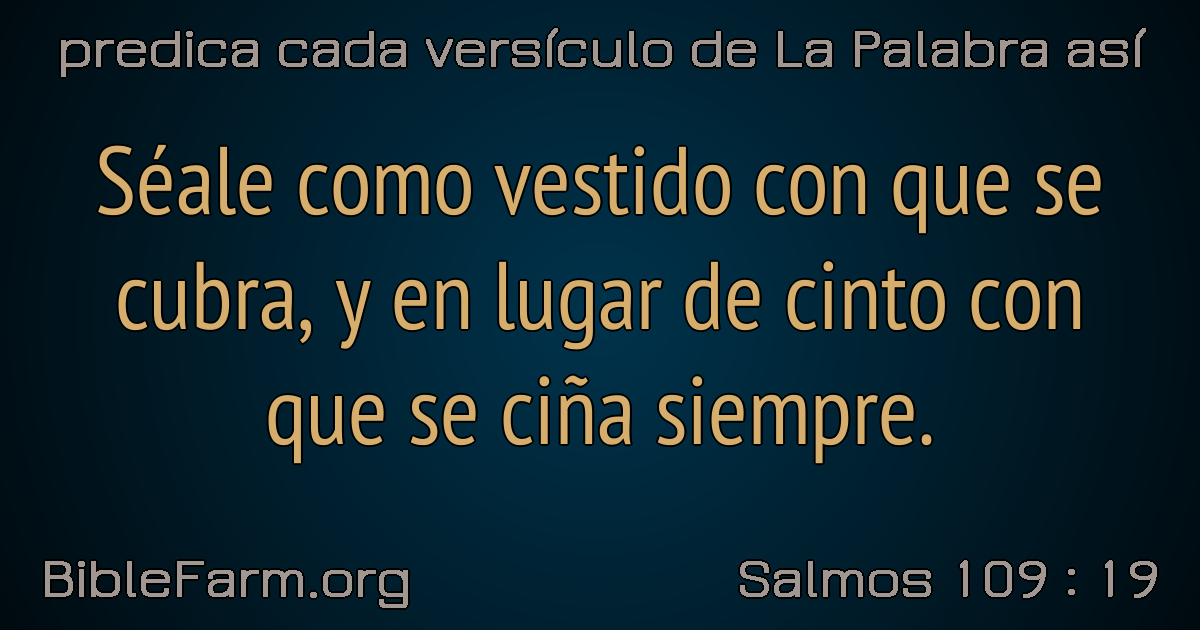 predica cada versículo de La Palabra así
Séale como vestido con que se
cubra, y en lugar de cinto con
que se ciña siempre.
BibleFarm.org
Salmos 109 : 19